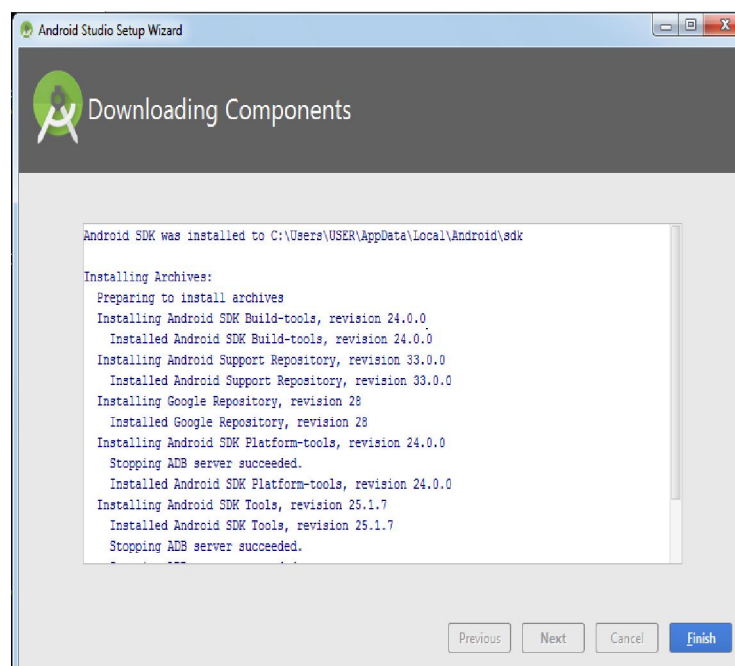 Android Studio Setup Wizard
Downloading Components
Android SDK was installed to C:\Users\USER\AppData\Local\Android\sdk
Installing Archives:
Preparing to install archives
Installing Android SDK Build-tools, revision 24.0.0
Installed Android SDK Build-tools, revision 24.0.0
Installing Android Support Repository, revision 33.0.0
Installed Android Support Repository, revision 33.0.0
Installing Google Repository, revision 28
Installed Google Repository, revision 28
Installing Android SDK Platform-tools, revision 24.0.0
Stopping ADB server succeeded.
Installed Android SDK Platform-tools, revision 24.0.0
Installing Android SDK Tools, revision 25.1.7
Installed Android SDK Tools, revision 25.1.7
Stopping ADB server succeeded.
Previous Next Cancel Finish